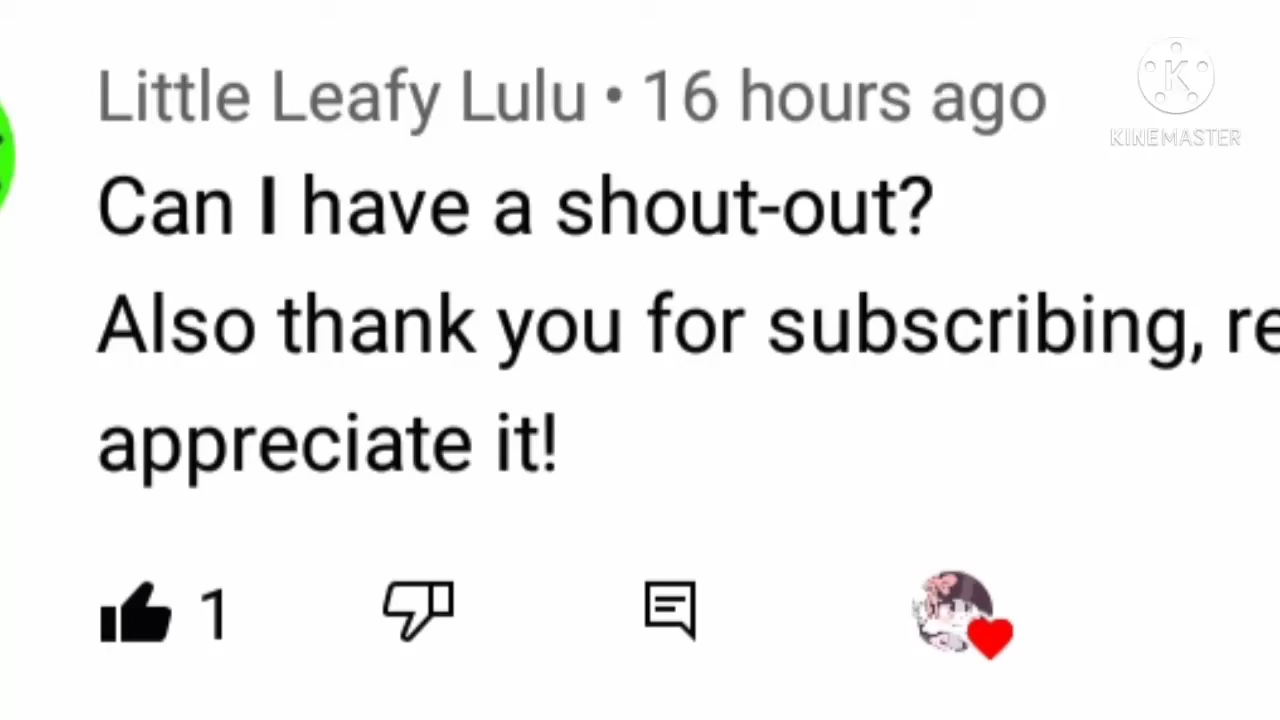 Little Leafy Lulu • 16 hours ago
KINEMASTER
Can I have a shout-out?
Also thank you for subscribing, re
appreciate it!
1